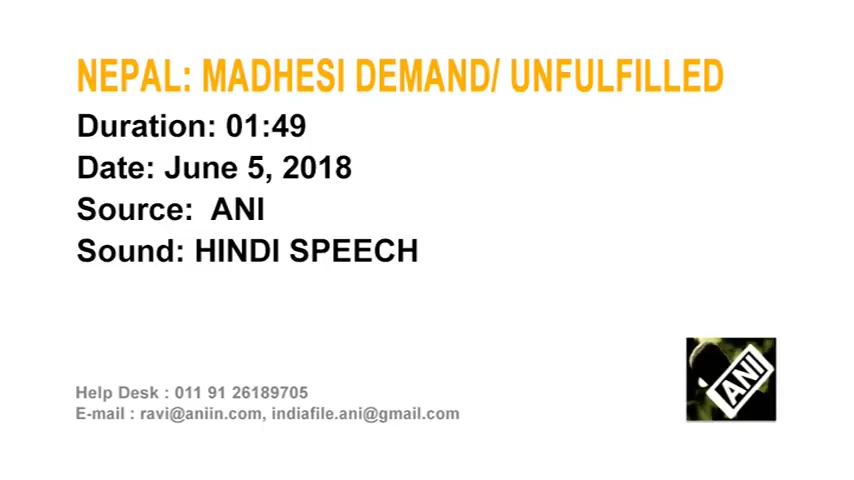 NEPAL: MADHESI DEMAND/ UNFULFILLED
Duration: 01:49
Date: June 5, 2018
Source: ANI
Sound: HINDI SPEECH
ANI
Help Desk : 011 91 26189705
E-mail : ravi@aniin.com, indiafile.ani@gmail.com